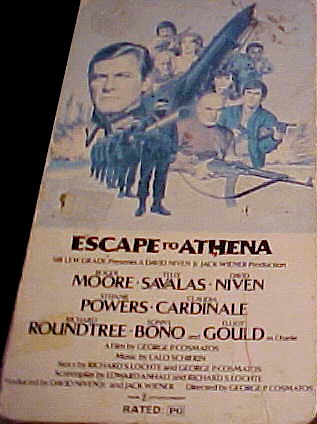 ESCAPE TO ATHENA
SIR LEW GRADE Presents A DAVID NIVEN Jr. JACK WIENER Production
ROGER TELLY DAVID
MOORE · SAVALAS · NIVEN
STEFANIE CLAUDIA
POWERS · CARDINALE
RICHARD SONNY ELLIOTT
ROUNDTREE · BONO AND GOULD as Charlie
A Film by GEORGE P. COSMATOS
Music by LALO SCHIFRIN
Story by RICHARD S. LOCHTE and GEORGE P. COSMATOS
Screenplay by EDWARD ANHALT and RICHARD S. LOCHTE
Produced by DAVID NIVEN Jr. and JACK WIENER Directed by GEORGE P. COSMATOS
ENTERTAINMENT
RATED: PG